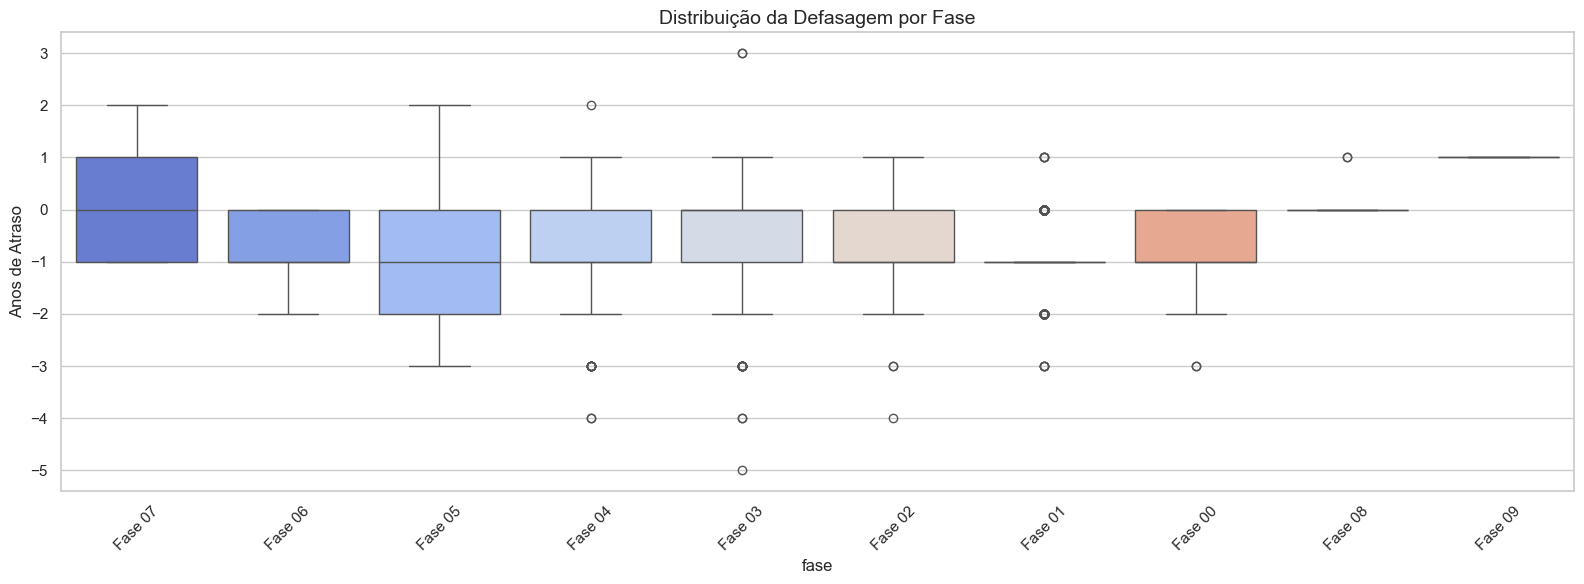 Distribuição da Defasagem por Fase
Anos de Atraso
3
2
1
0
−1
−2
−3
−4
−5
Fase 07
Fase 06
Fase 05
Fase 04
Fase 03
Fase 02
Fase 01
Fase 00
Fase 08
Fase 09
fase